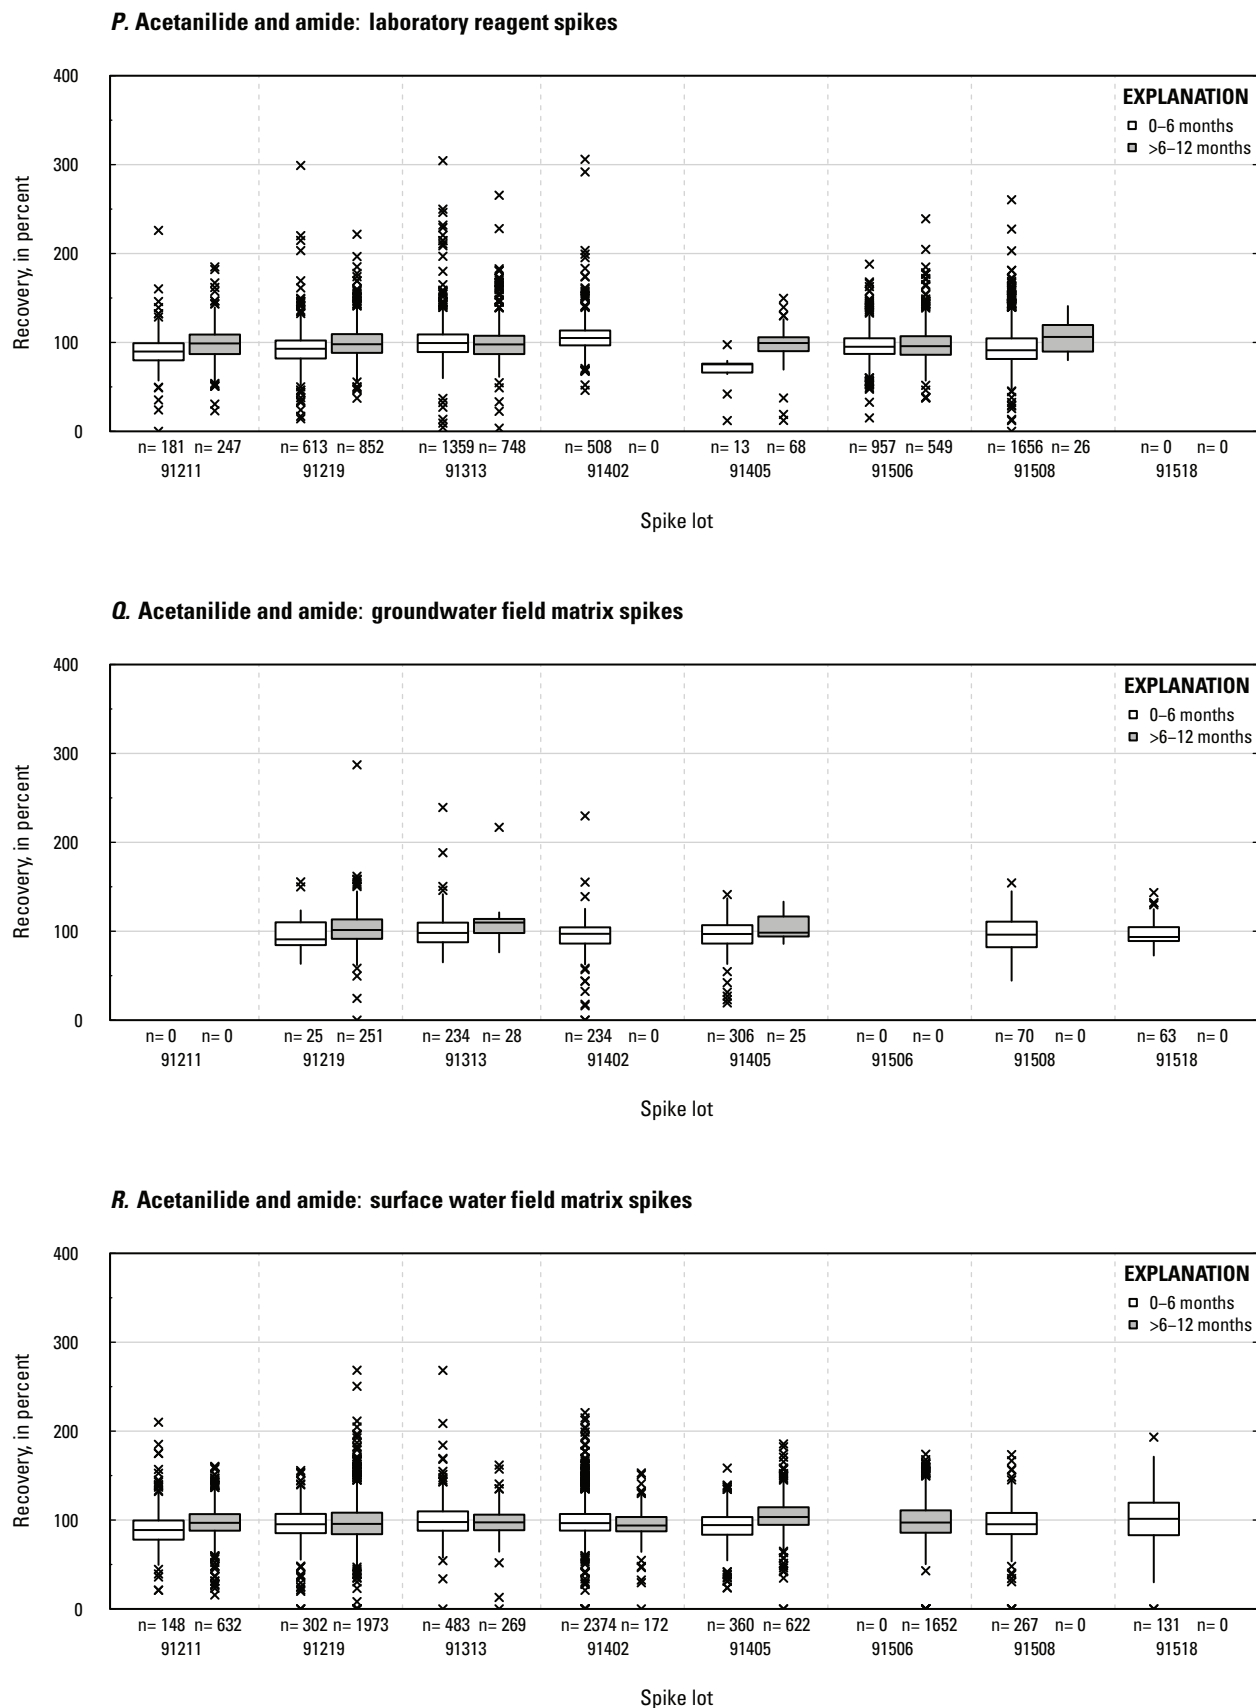 P. Acetanilide and amide: laboratory reagent spikes
400
300
200
100
0
Recovery, in percent
EXPLANATION
0–6 months
>6–12 months
n= 181 n= 247 n= 613 n= 852 n= 1359 n= 748 n= 508 n= 0 n= 13 n= 68 n= 957 n= 549 n= 1656 n= 26 n= 0 n= 0
91211 91219 91313 91402 91405 91506 91508 91518
Spike lot
Q. Acetanilide and amide: groundwater field matrix spikes
400
300
200
100
0
Recovery, in percent
EXPLANATION
0–6 months
>6–12 months
n= 0 n= 0 n= 25 n= 251 n= 234 n= 28 n= 234 n= 0 n= 306 n= 25 n= 0 n= 0 n= 70 n= 0 n= 63 n= 0
91211 91219 91313 91402 91405 91506 91508 91518
Spike lot
R. Acetanilide and amide: surface water field matrix spikes
400
300
200
100
0
Recovery, in percent
EXPLANATION
0–6 months
>6–12 months
n= 148 n= 632 n= 302 n= 1973 n= 483 n= 269 n= 2374 n= 172 n= 360 n= 622 n= 0 n= 1652 n= 267 n= 0 n= 131 n= 0
91211 91219 91313 91402 91405 91506 91508 91518
Spike lot